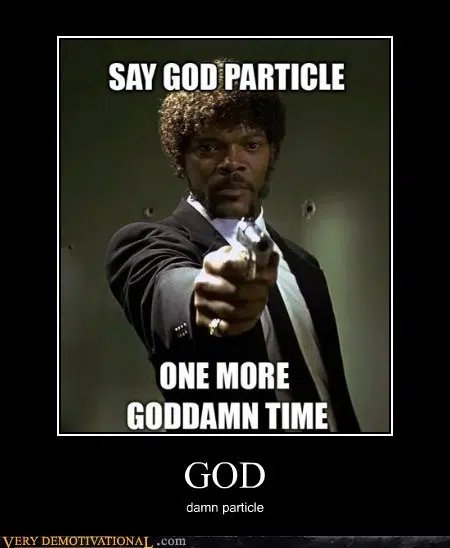 SAY GOD PARTICLE
ONE MORE
GODDAMN TIME
GOD
damn particle
VERY DEMOTIVATIONAL.com